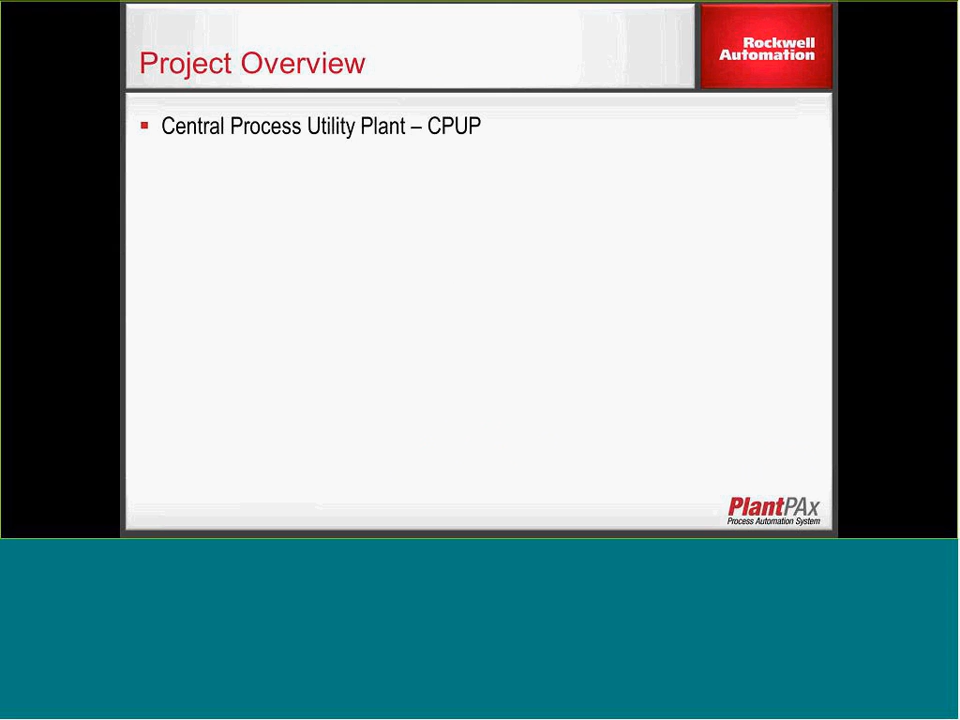 Project Overview
Rockwell
Automation
Central Process Utility Plant – CPUP
PlantPAx
Process Automation System